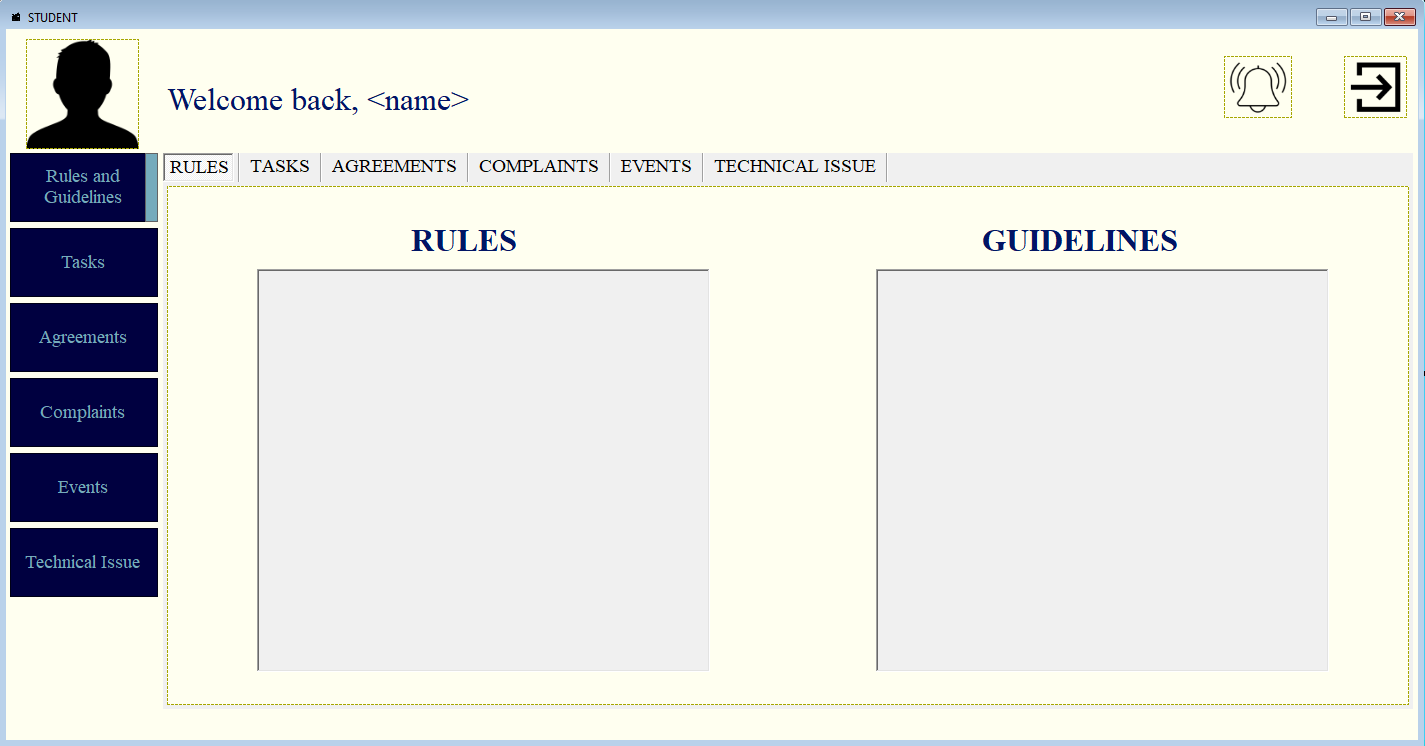 STUDENT
Welcome back, <name>
RULES TASKS AGREEMENTS COMPLAINTS EVENTS TECHNICAL ISSUE
Rules and
Guidelines
Tasks
Agreements
Complaints
Events
Technical Issue
RULES
GUIDELINES